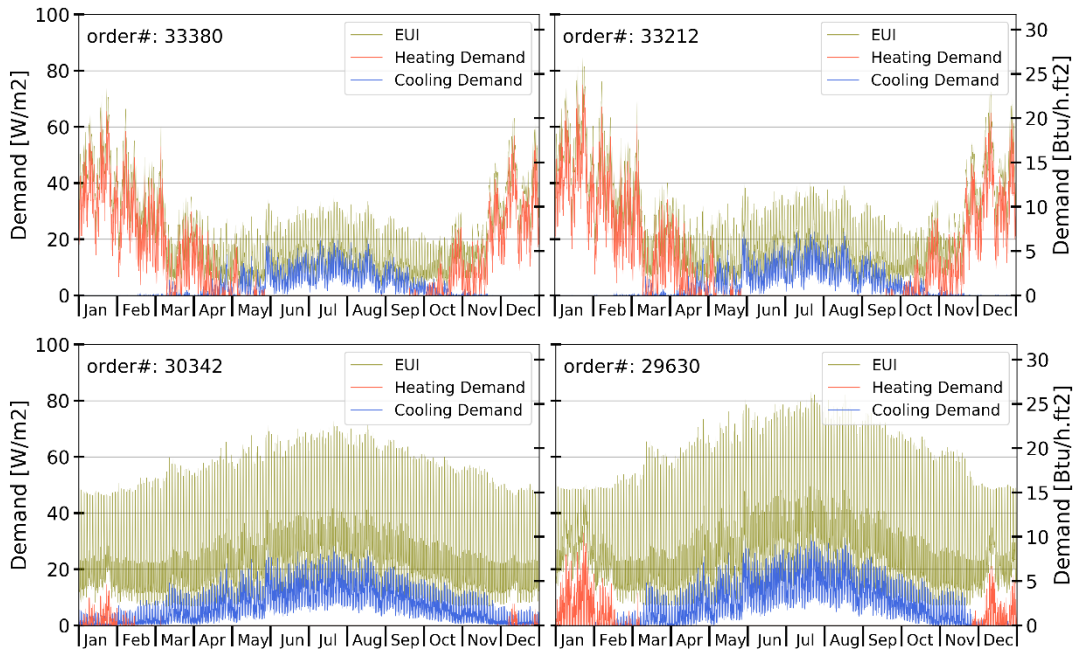 100
80
60
40
20
0
Demand [W/m2]
order#: 33380
EUI
Heating Demand
Cooling Demand
Jan Feb Mar Apr May Jun Jul Aug Sep Oct Nov Dec
order#: 33212
EUI
Heating Demand
Cooling Demand
30
25
20
15
10
5
0
Demand [Btu/h.ft2]
Jan Feb Mar Apr May Jun Jul Aug Sep Oct Nov Dec
100
80
60
40
20
0
Demand [W/m2]
order#: 30342
EUI
Heating Demand
Cooling Demand
Jan Feb Mar Apr May Jun Jul Aug Sep Oct Nov Dec
order#: 29630
EUI
Heating Demand
Cooling Demand
30
25
20
15
10
5
0
Demand [Btu/h.ft2]
Jan Feb Mar Apr May Jun Jul Aug Sep Oct Nov Dec